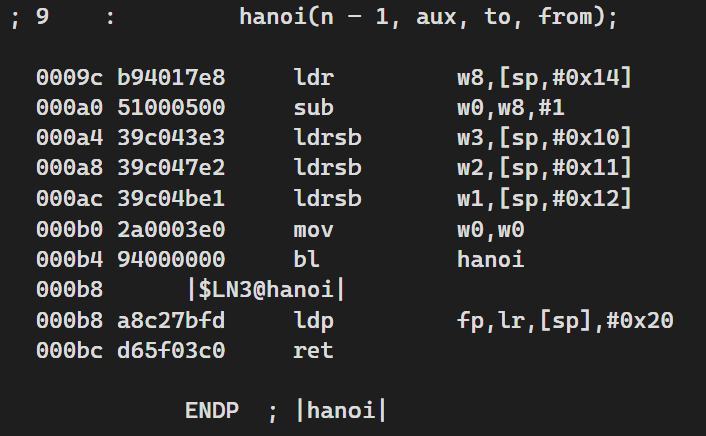 ; 9    :         hanoi(n - 1, aux, to, from);
0009c b94017e8     ldr         w8,[sp,#0x14]
000a0 51000500     sub         w0,w8,#1
000a4 39c043e3     ldrsb       w3,[sp,#0x10]
000a8 39c047e2     ldrsb       w2,[sp,#0x11]
000ac 39c04be1     ldrsb       w1,[sp,#0x12]
000b0 2a0003e0     mov         w0,w0
000b4 94000000     bl          hanoi
000b8      |$LN3@hanoi|
000b8 a8c27bfd     ldp         fp,lr,[sp],#0x20
000bc d65f03c0     ret
ENDP  ; |hanoi|